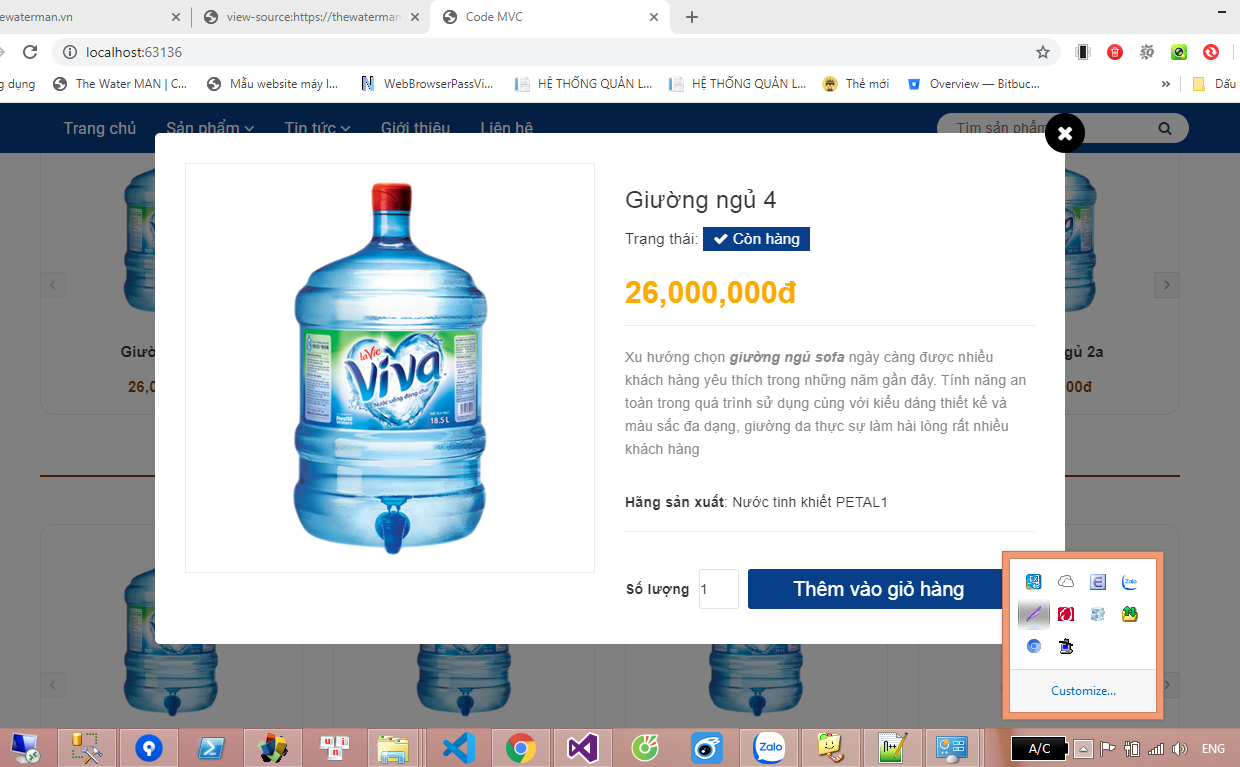 ewaterman.vn
view-source:https://thewaterman
Code MVC
localhost:63136
g dụng
The Water MAN | C...
Mẫu website máy l...
WebBrowserPassVi...
HỆ THỐNG QUẢN L...
HỆ THỐNG QUẢN L...
Thẻ mới
Overview — Bitbuc...
»
Dấu
Trang chủ
Sản phẩm
Tin tức
Giới thiệu
Liên hệ
Tìm sản phẩm
Giường ngủ 4
Trạng thái: Còn hàng
26,000,000đ
Xu hướng chọn giường ngủ sofa ngày càng được nhiều
khách hàng yêu thích trong những năm gần đây. Tính năng an
toàn trong quá trình sử dụng cùng với kiểu dáng thiết kế và
màu sắc đa dạng, giường da thực sự làm hài lòng rất nhiều
khách hàng
Hãng sản xuất: Nước tinh khiết PETAL1
Số lượng
1
Thêm vào giỏ hàng
laVie
viva
Nước uống đóng chai
18.5 L
Giườ
26,0
gủ 2a
00đ
Zalo
Customize...
Zalo
A/C
ENG